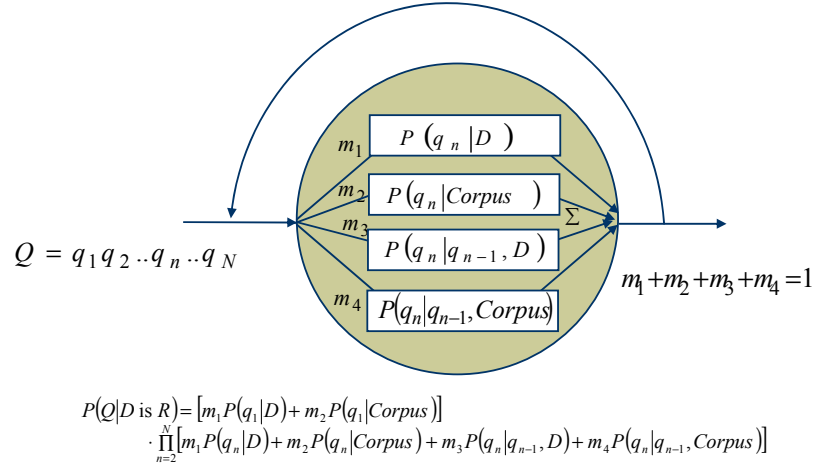 m₁ P(qₙ|D)
m₂ P(qₙ|Corpus)
Σ
m₃ P(qₙ|qₙ₋₁, D)
m₄ P(qₙ|qₙ₋₁, Corpus)
Q = q₁q₂..qₙ..q_N
m₁+m₂+m₃+m₄=1
P(Q|D is R)=[m₁P(q₁|D)+m₂P(q₁|Corpus)]
·∏ₙ₌₂ᴺ[m₁P(qₙ|D)+m₂P(qₙ|Corpus)+m₃P(qₙ|qₙ₋₁, D)+m₄P(qₙ|qₙ₋₁, Corpus)]